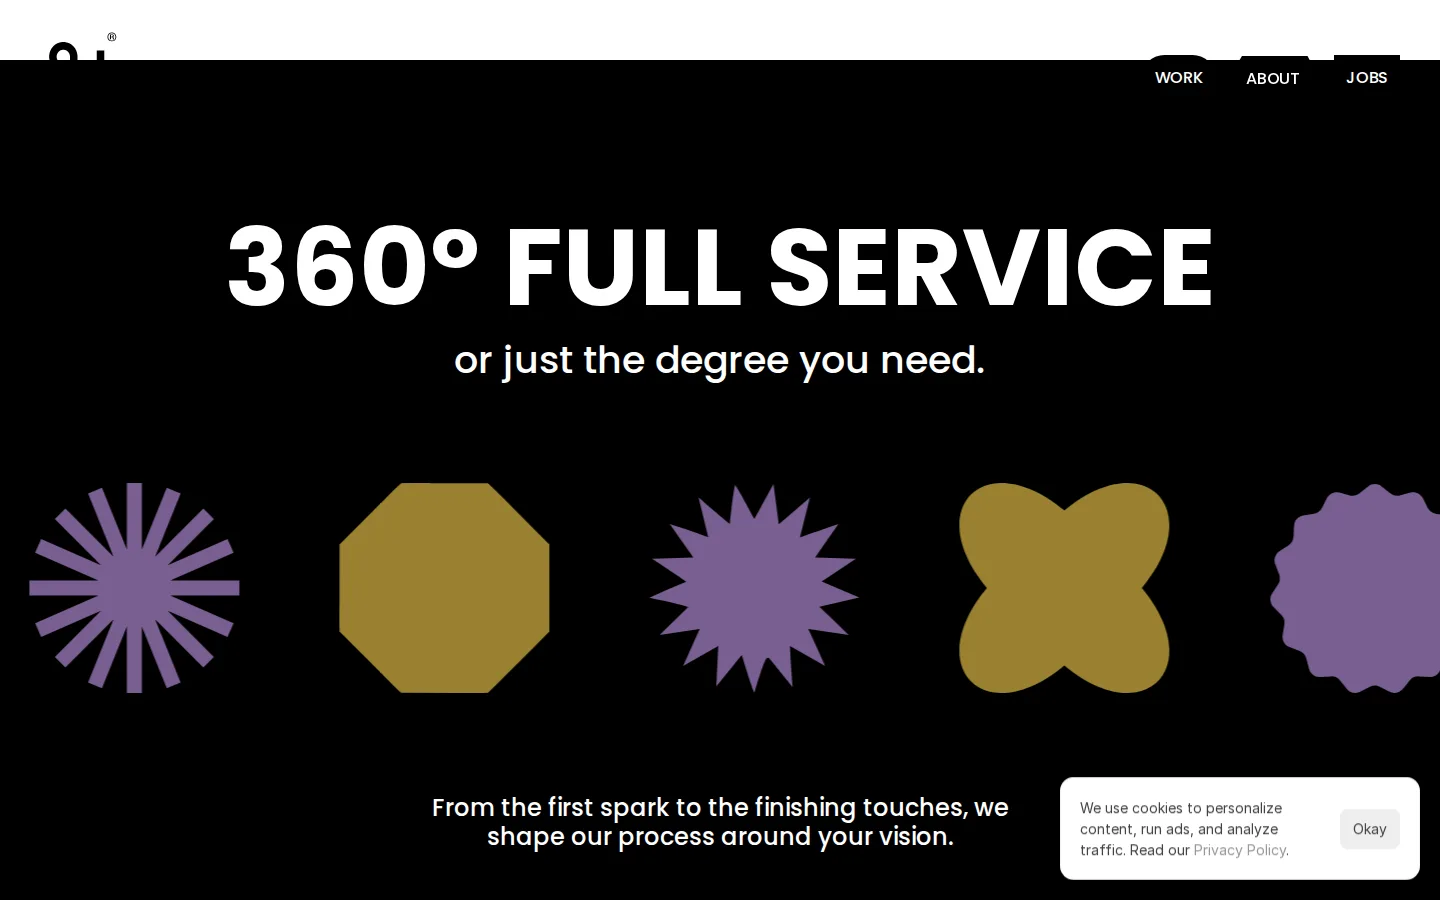 ®
WORK
ABOUT
JOBS
360° FULL SERVICE
or just the degree you need.
From the first spark to the finishing touches, we
shape our process around your vision.
We use cookies to personalize
content, run ads, and analyze
traffic. Read our Privacy Policy.
Okay